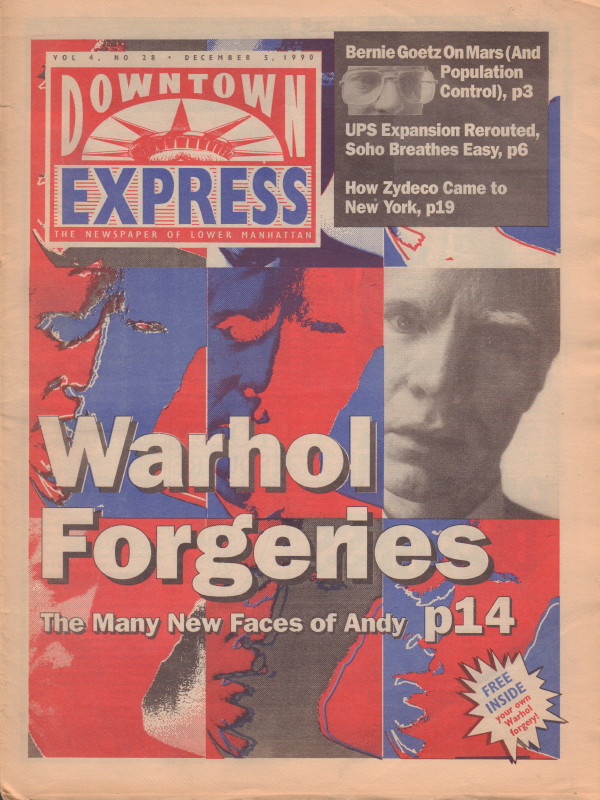 VOL 4, NO 28 • DECEMBER 5, 1990
DOWNTOWN
EXPRESS
THE NEWSPAPER OF LOWER MANHATTAN
Bernie Goetz On Mars (And
Population
Control), p3
UPS Expansion Rerouted,
Soho Breathes Easy, p6
How Zydeco Came to
New York, p19
Warhol
Forgeries
The Many New Faces of Andy p14
FREE
INSIDE
your own
Warhol
forgery!